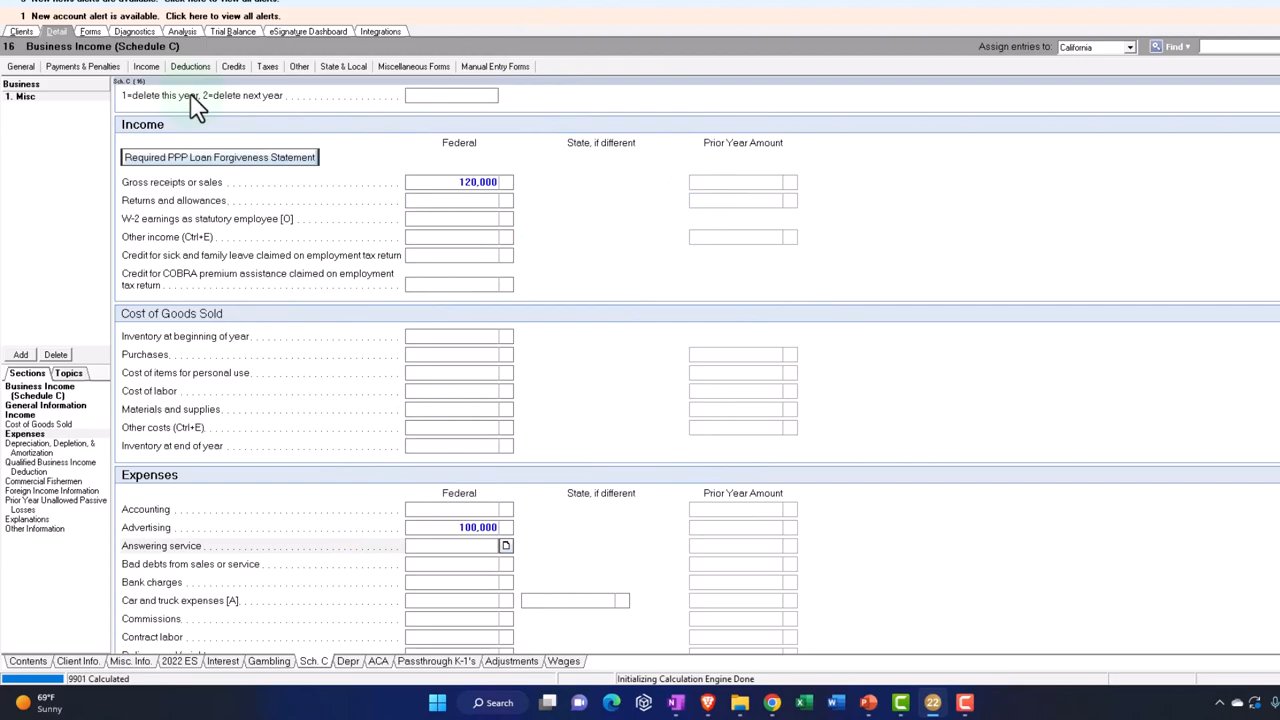 1 New account alert is available. Click here to view all alerts.
Clients Detail Forms Diagnostics Analysis Trial Balance eSignature Dashboard Integrations
16 Business Income (Schedule C) Assign entries to: California Find
General Payments & Penalties Income Deductions Credits Taxes Other State & Local Miscellaneous Forms Manual Entry Forms
Business
1. Misc
Sch. C (16)
1=delete this year, 2=delete next year
Income
Federal State, if different Prior Year Amount
Required PPP Loan Forgiveness Statement
Gross receipts or sales 120,000
Returns and allowances
W-2 earnings as statutory employee [O]
Other income (Ctrl+E)
Credit for sick and family leave claimed on employment tax return
Credit for COBRA premium assistance claimed on employment
tax return
Cost of Goods Sold
Inventory at beginning of year
Purchases
Cost of items for personal use
Cost of labor
Materials and supplies
Other costs (Ctrl+E)
Inventory at end of year
Expenses
Federal State, if different Prior Year Amount
Accounting
Advertising 100,000
Answering service
Bad debts from sales or service
Bank charges
Car and truck expenses [A]
Commissions
Contract labor
Add Delete
Sections Topics
Business Income
(Schedule C)
General Information
Income
Cost of Goods Sold
Expenses
Depreciation, Depletion, &
Amortization
Qualified Business Income
Deduction
Commercial Fishermen
Foreign Income Information
Prior Year Unallowed Passive
Losses
Explanations
Other Information
Contents Client Info. Misc. Info. 2022 ES Interest Gambling Sch. C Depr ACA Passthrough K-1's Adjustments Wages
9901 Calculated Initializing Calculation Engine Done
69°F
Sunny
Search
22